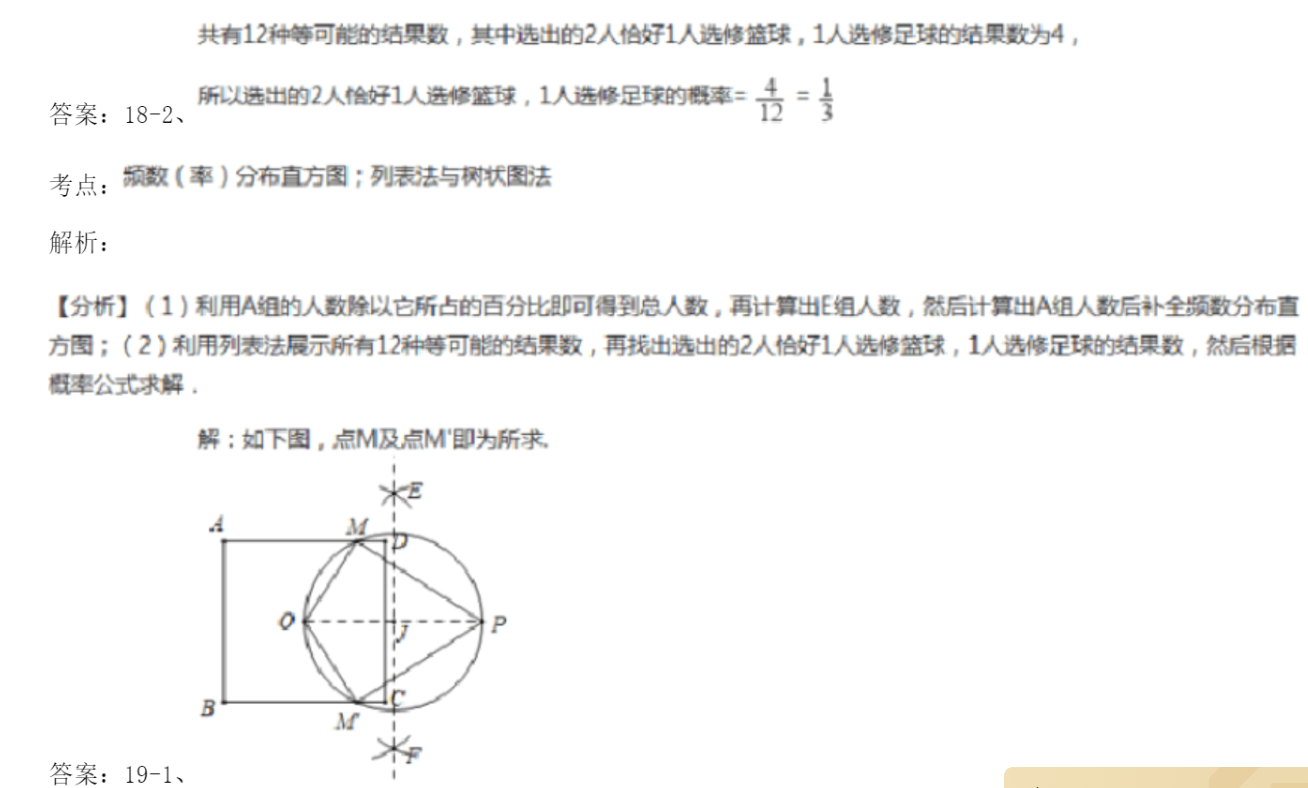 共有12种等可能的结果数，其中选出的2人恰好1人选修篮球，1人选修足球的结果数为4，
答案：18-2、所以选出的2人恰好1人选修篮球，1人选修足球的概率= 4/12 = 1/3
考点：频数（率）分布直方图；列表法与树状图法
解析：
【分析】（1）利用A组的人数除以它所占的百分比即可得到总人数，再计算出E组人数，然后计算出A组人数后补全频数分布直
方图；（2）利用列表法展示所有12种等可能的结果数，再找出选出的2人恰好1人选修篮球，1人选修足球的结果数，然后根据
概率公式求解．
解：如下图，点M及点M'即为所求.
E
A M D
Q J P
B M' C
F
答案：19-1、